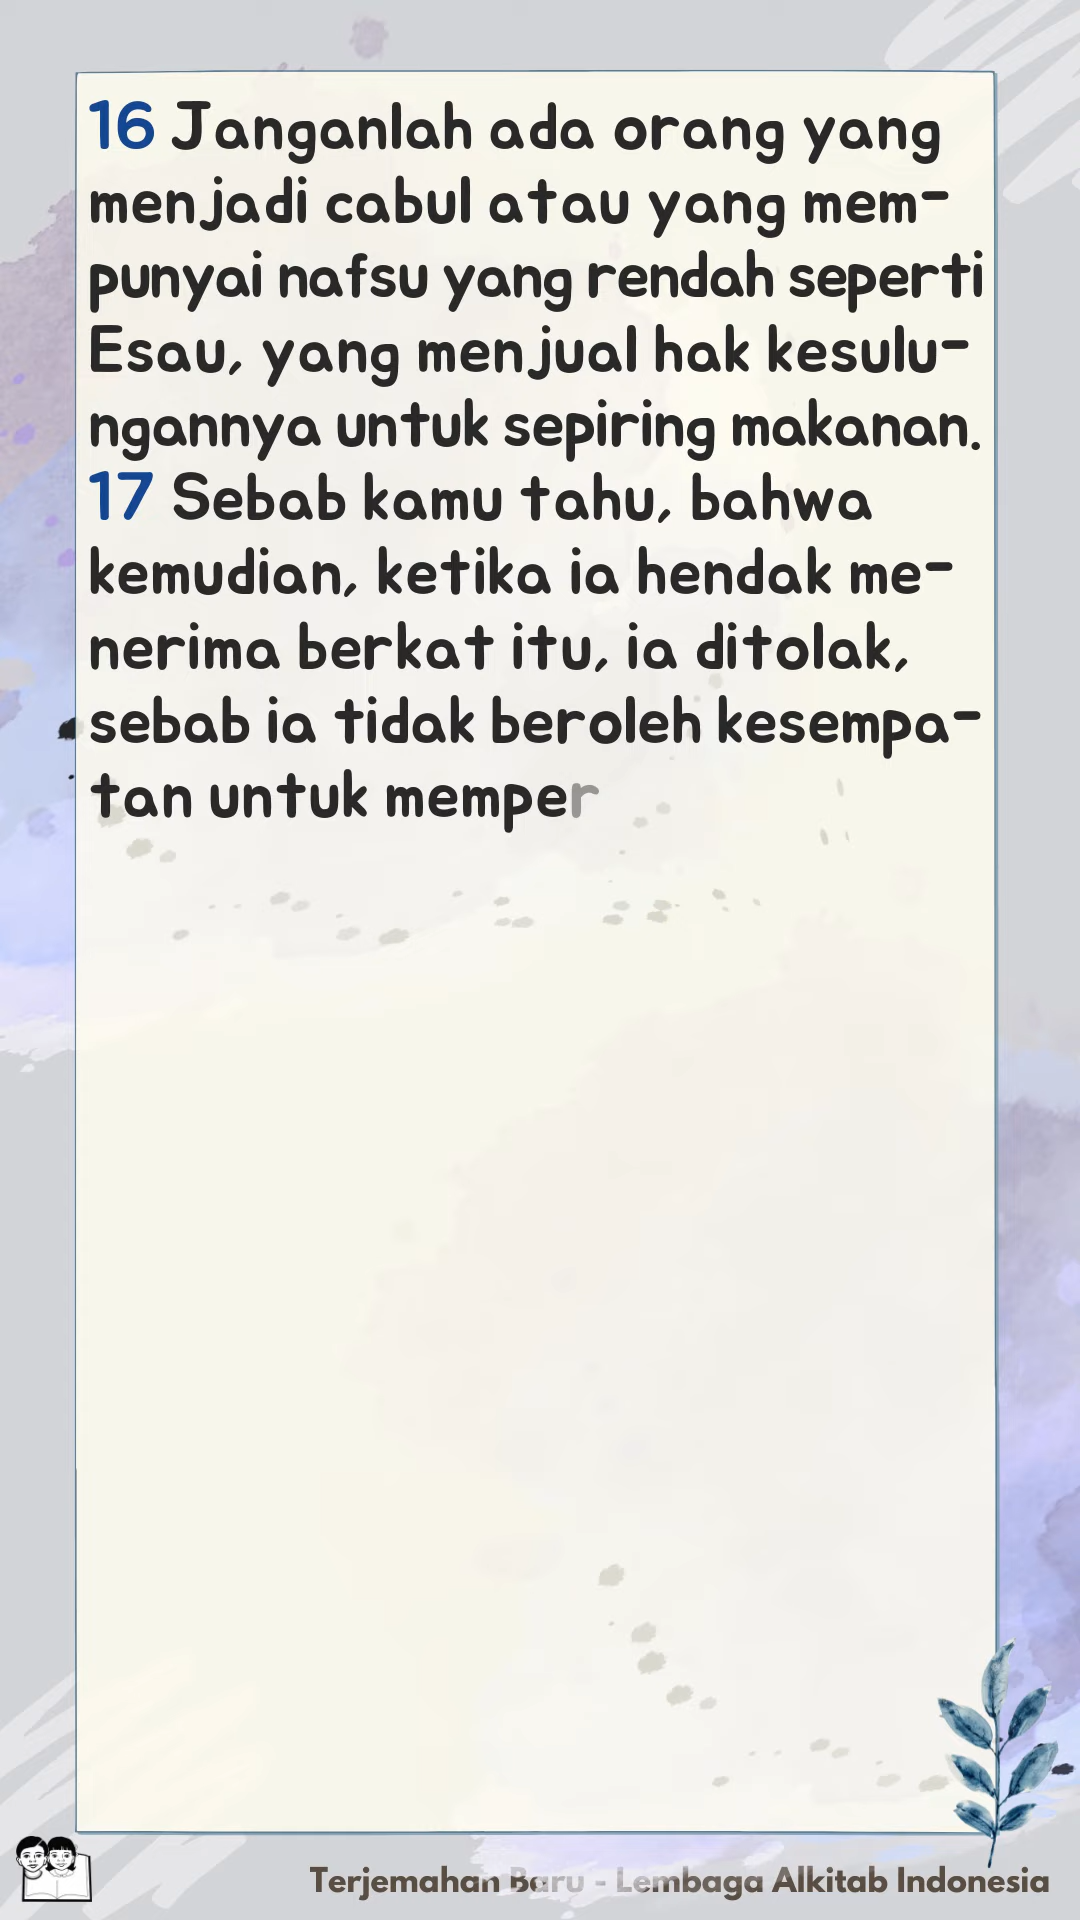 16 Janganlah ada orang yang
menjadi cabul atau yang mem-
punyai nafsu yang rendah seperti
Esau, yang menjual hak kesulu-
ngannya untuk sepiring makanan.
17 Sebab kamu tahu, bahwa
kemudian, ketika ia hendak me-
nerima berkat itu, ia ditolak,
sebab ia tidak beroleh kesempa-
tan untuk memper
Terjemahan Baru - Lembaga Alkitab Indonesia